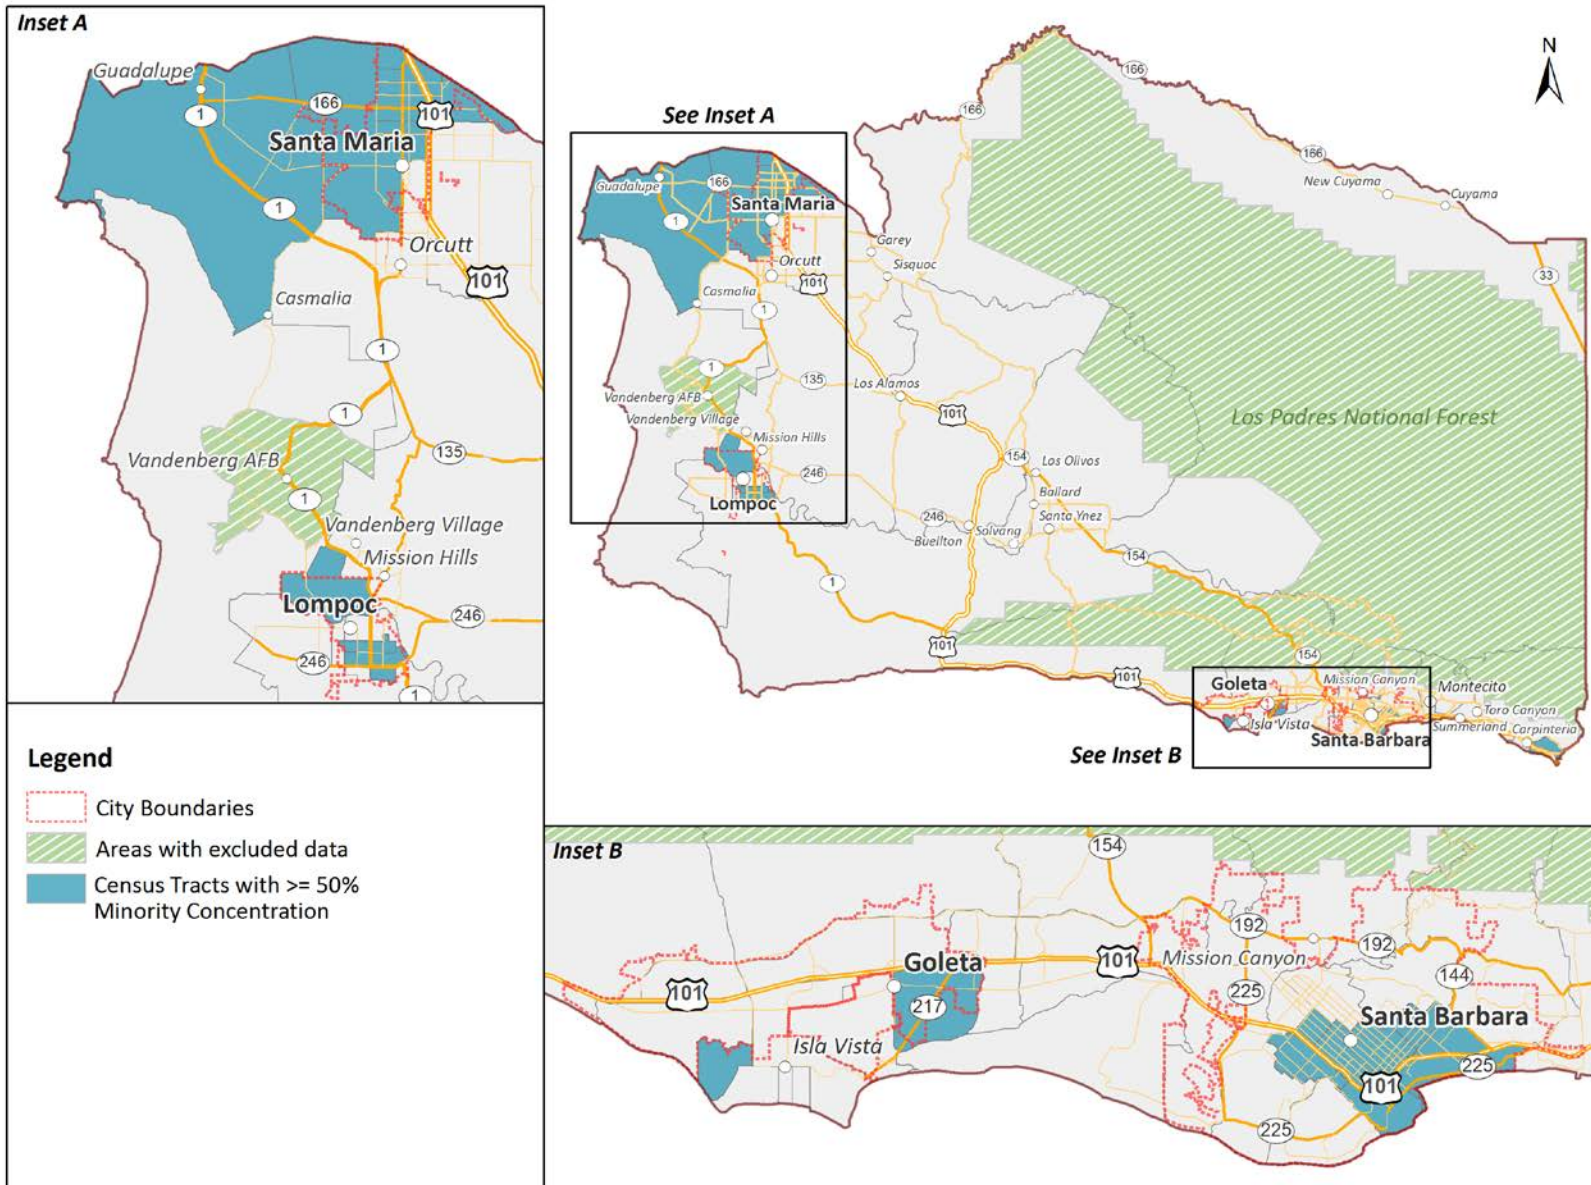 Inset A
Guadalupe
166
1
101
Santa Maria
1
Orcutt
101
Casmalia
1
1
135
Vandenberg AFB
1
Vandenberg Village
Mission Hills
Lompoc
246
246
1
Legend
City Boundaries
Areas with excluded data
Census Tracts with >= 50%
Minority Concentration
N
See Inset A
166
166
166
New Cuyama
Cuyama
Guadalupe
166
Santa Maria
1
Garey
Orcutt
Sisquoc
101
33
Casmalia
1
1
135
Los Alamos
Vandenberg AFB
101
Los Padres National Forest
Vandenberg Village
Mission Hills
154
Los Olivos
246
Ballard
Lompoc
246
Solvang
Santa Ynez
Buellton
154
1
101
154
101
Goleta
Mission Canyon
Montecito
1
Toro Canyon
Isla Vista
Summerland
Carpinteria
Santa Barbara
See Inset B
Inset B
154
192
192
Mission Canyon
101
Goleta
144
101
225
217
Santa Barbara
Isla Vista
225
101
225